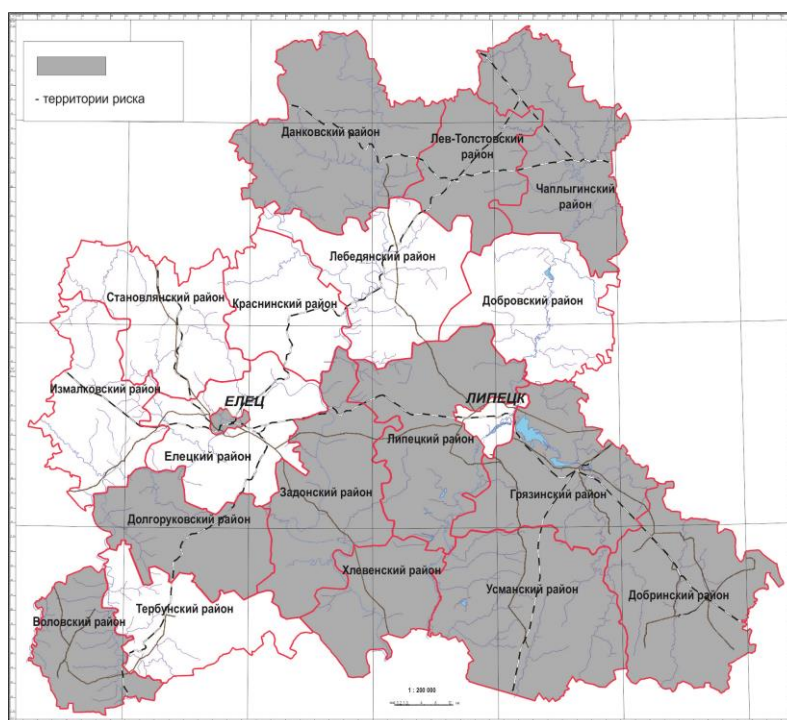 - территории риска
Данковский район
Лев-Толстовский
район
Чаплыгинский
район
Лебедянский район
Становлянский район
Краснинский район
Добровский район
Измалковский район
ЕЛЕЦ
ЛИПЕЦК
Липецкий район
Елецкий район
Задонский район
Грязинский район
Долгоруковский район
Хлевенский район
Усманский район
Добринский район
Тербунский район
Воловский район
1 : 200 000